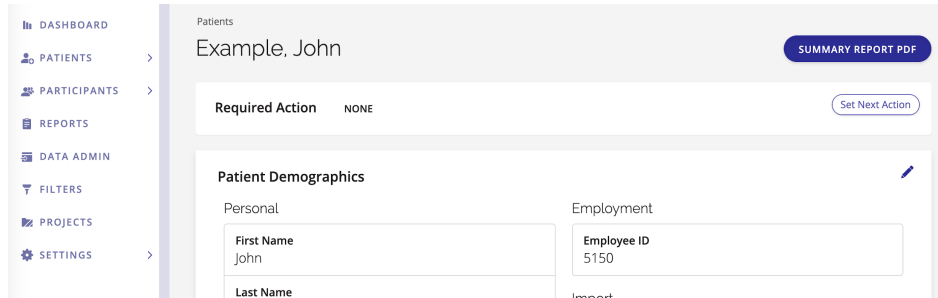 DASHBOARD
PATIENTS
PARTICIPANTS
REPORTS
DATA ADMIN
FILTERS
PROJECTS
SETTINGS
Patients
Example, John
SUMMARY REPORT PDF
Required Action NONE
Set Next Action
Patient Demographics
Personal
First Name
John
Last Name
Employment
Employee ID
5150
Import